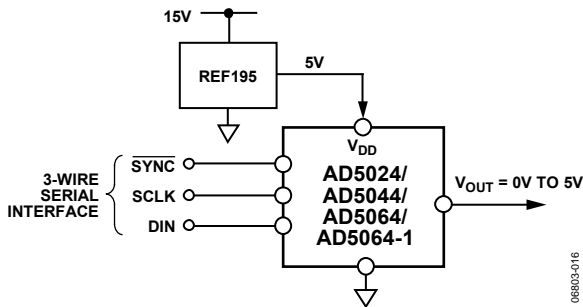 15V
REF195
5V
VDD
3-WIRE
SERIAL
INTERFACE
SYNC
SCLK
DIN
AD5024/
AD5044/
AD5064/
AD5064-1
VOUT = 0V TO 5V
06803-016